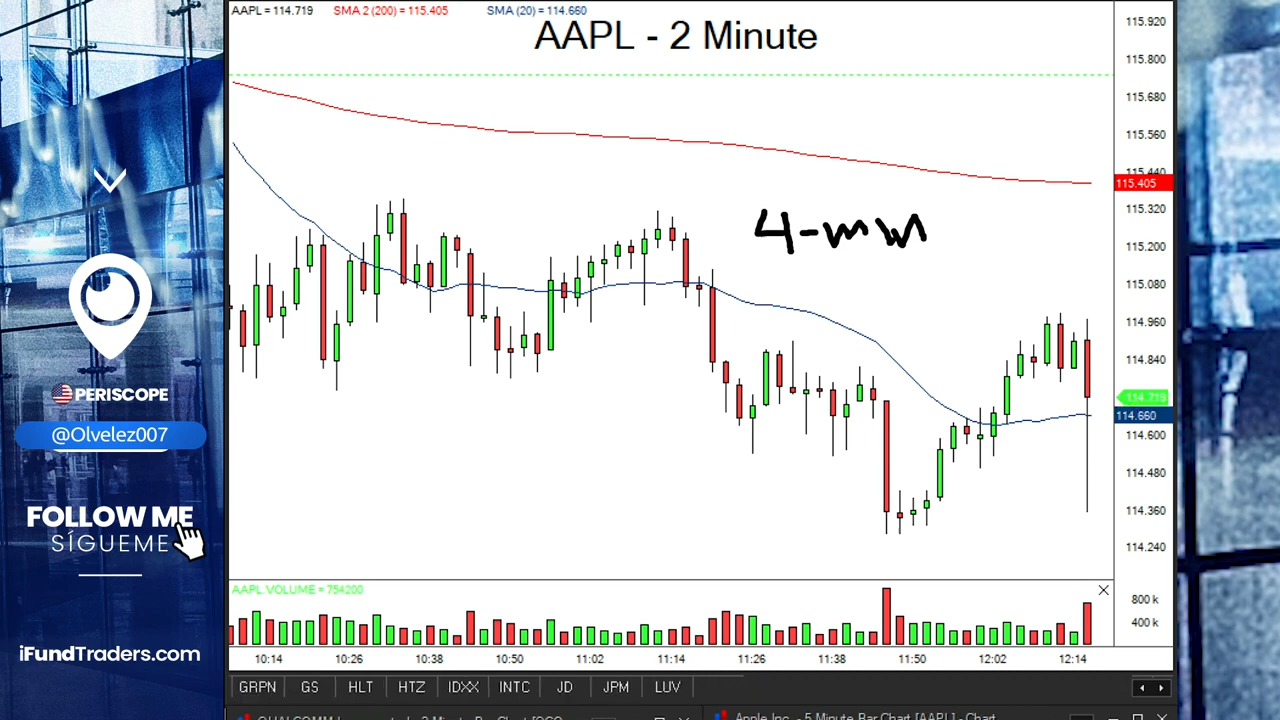 AAPL = 114.719 SMA 2 (200) = 115.405 SMA (20) = 114.660
AAPL - 2 Minute
4-min
115.920
115.800
115.680
115.560
115.440
115.405
115.320
115.200
115.080
114.960
114.840
114.719
114.660
114.600
114.480
114.360
114.240
AAPL VOLUME = 754200
800 k
400 k
10:14 10:26 10:38 10:50 11:02 11:14 11:26 11:38 11:50 12:02 12:14
GRPN GS HLT HTZ IDXX INTC JD JPM LUV
Apple Inc. - 5 Minute Bar Chart [AAPL] - Chart
PERISCOPE
@Olvelez007
FOLLOW ME
SÍGUEME
iFundTraders.com